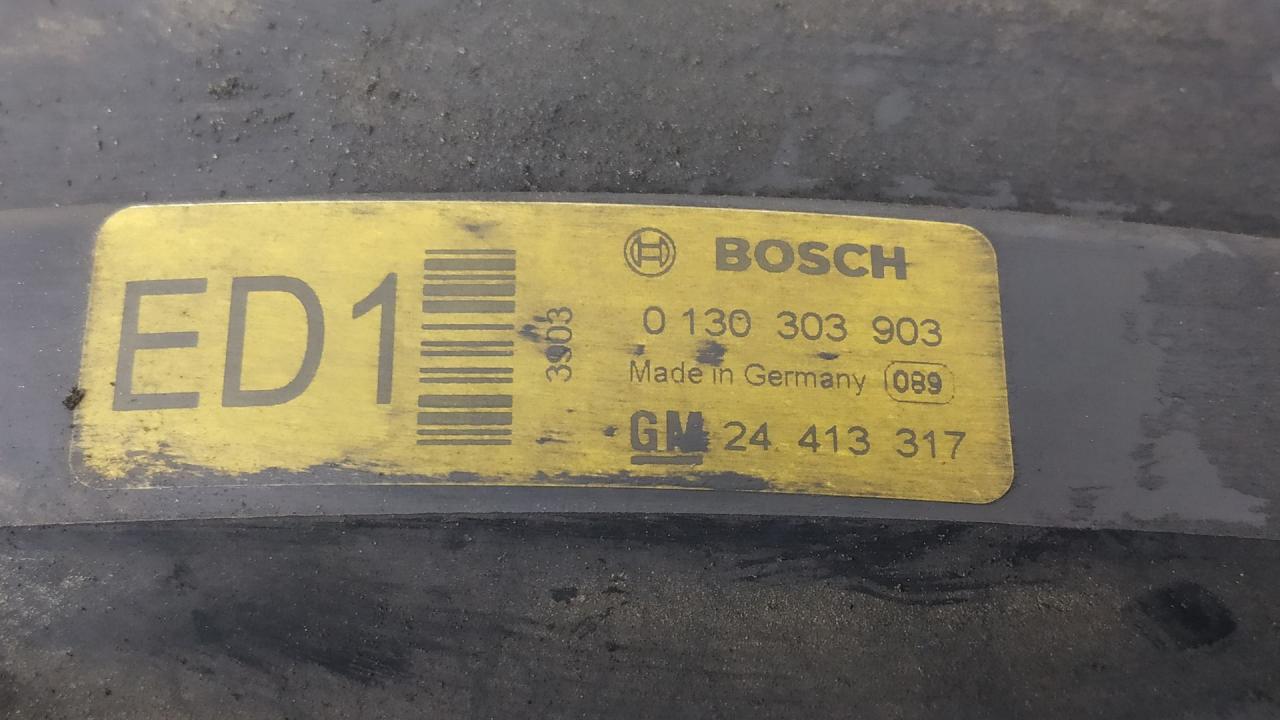 ED1
3903
BOSCH
0 130 303 903
Made in Germany 089
GM 24 413 317